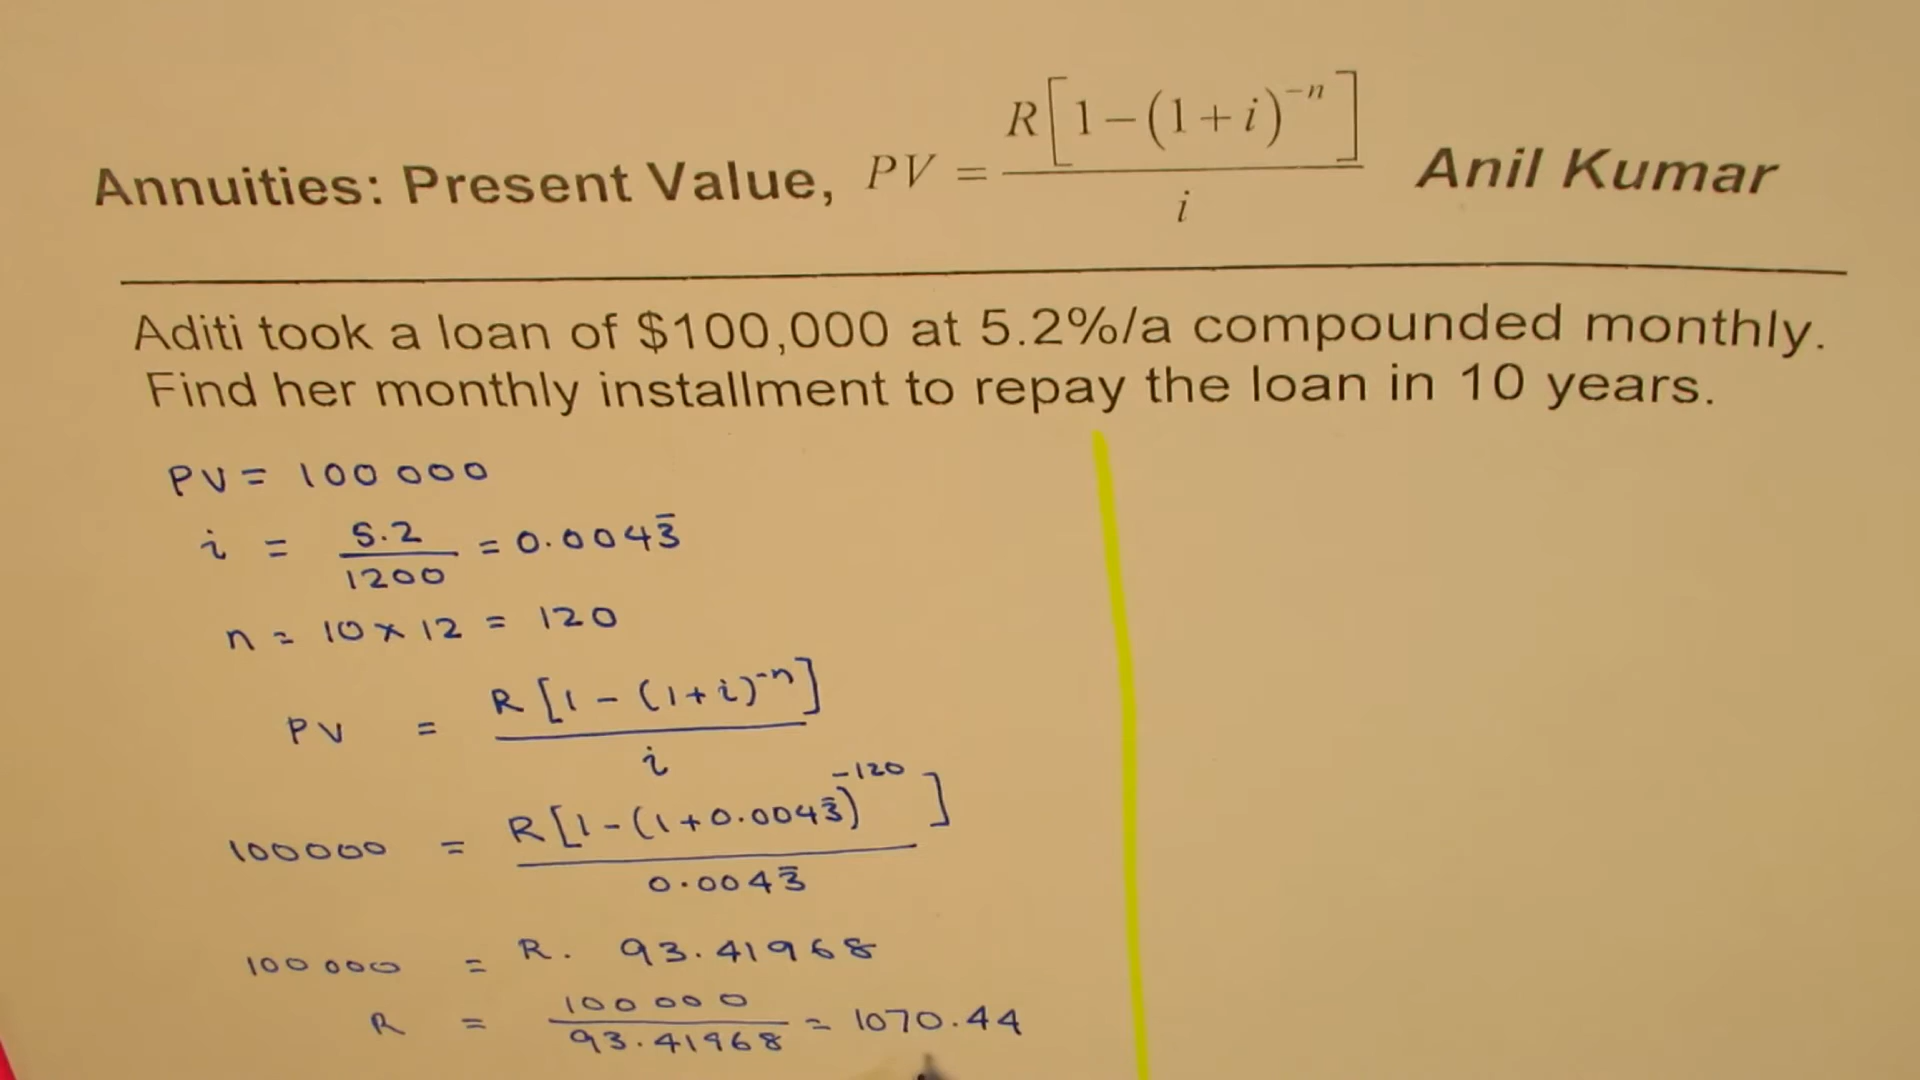 Annuities: Present Value, PV = R[1−(1+i)^−n] / i Anil Kumar
Aditi took a loan of $100,000 at 5.2%/a compounded monthly.
Find her monthly installment to repay the loan in 10 years.
PV = 100 000
i = 5.2 / 1200 = 0.0043̄
n = 10 × 12 = 120
PV = R[1 − (1+i)^−n] / i
100000 = R[1−(1+0.0043̄)^−120] / 0.0043̄
100 000 = R. 93.41968
R = 100 000 / 93.41968 = 1070.44